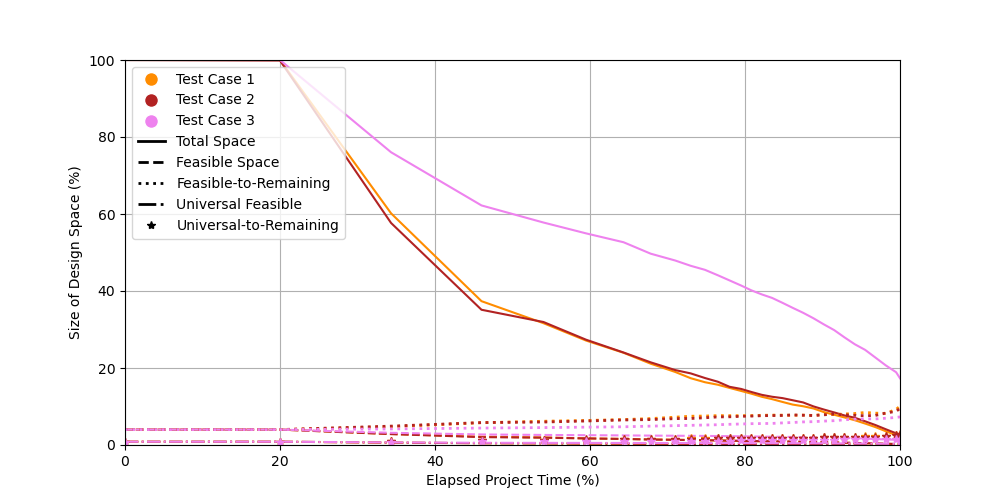 100
80
60
40
20
0
Size of Design Space (%)
Test Case 1
Test Case 2
Test Case 3
Total Space
Feasible Space
Feasible-to-Remaining
Universal Feasible
Universal-to-Remaining
0 20 40 60 80 100
Elapsed Project Time (%)